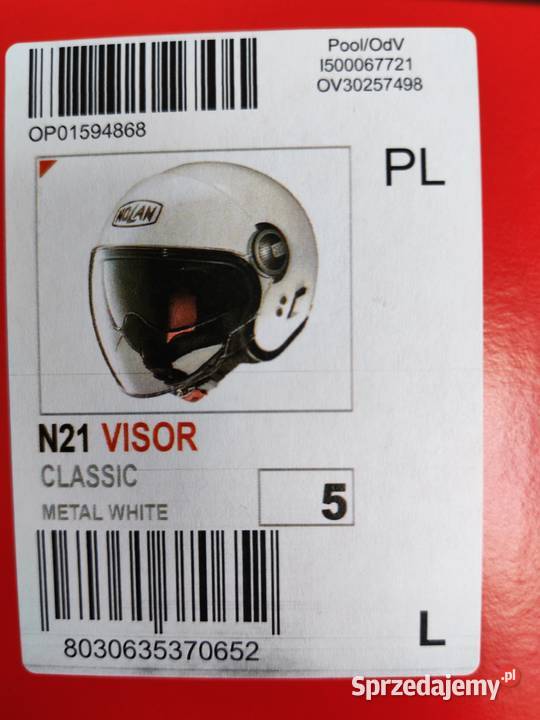 Pool/OdV
I500067721
OV30257498
OP01594868
PL
NOLAN
N21 VISOR
CLASSIC
METAL WHITE
5
8030635370652
L
Sprzedajemy.pl